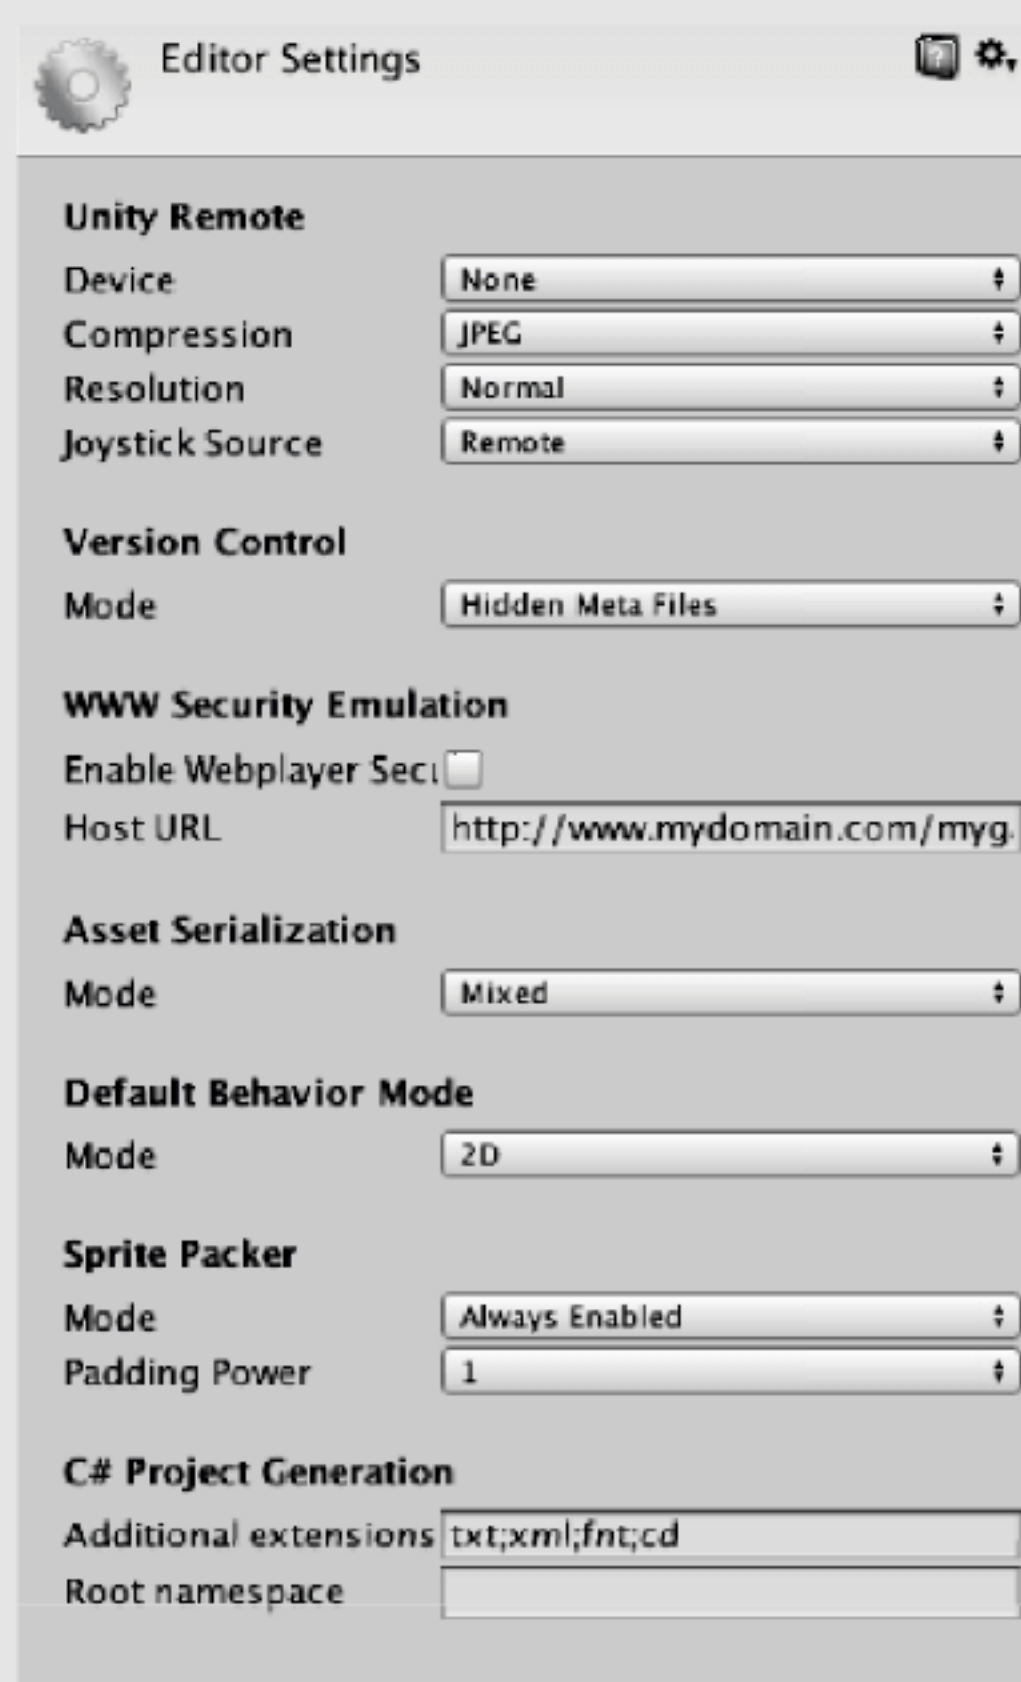 Editor Settings
Unity Remote
Device None
Compression JPEG
Resolution Normal
Joystick Source Remote
Version Control
Mode Hidden Meta Files
WWW Security Emulation
Enable Webplayer Secu
Host URL http://www.mydomain.com/myg
Asset Serialization
Mode Mixed
Default Behavior Mode
Mode 2D
Sprite Packer
Mode Always Enabled
Padding Power 1
C# Project Generation
Additional extensions txt;xml;fnt;cd
Root namespace